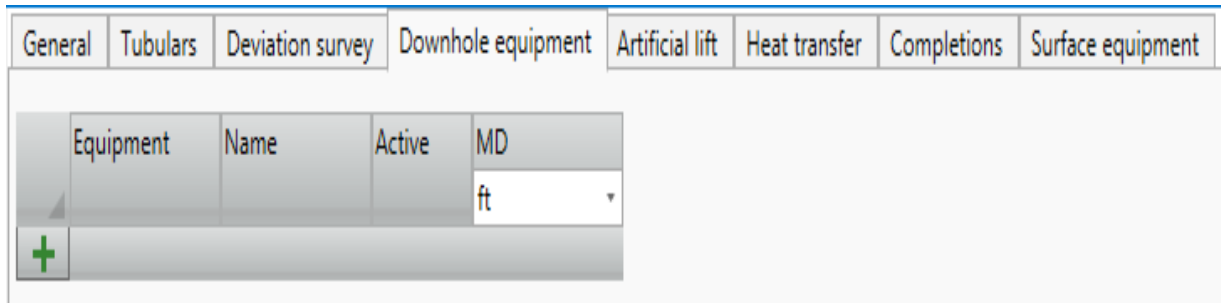 General Tubulars Deviation survey Downhole equipment Artificial lift Heat transfer Completions Surface equipment
Equipment Name Active MD
ft